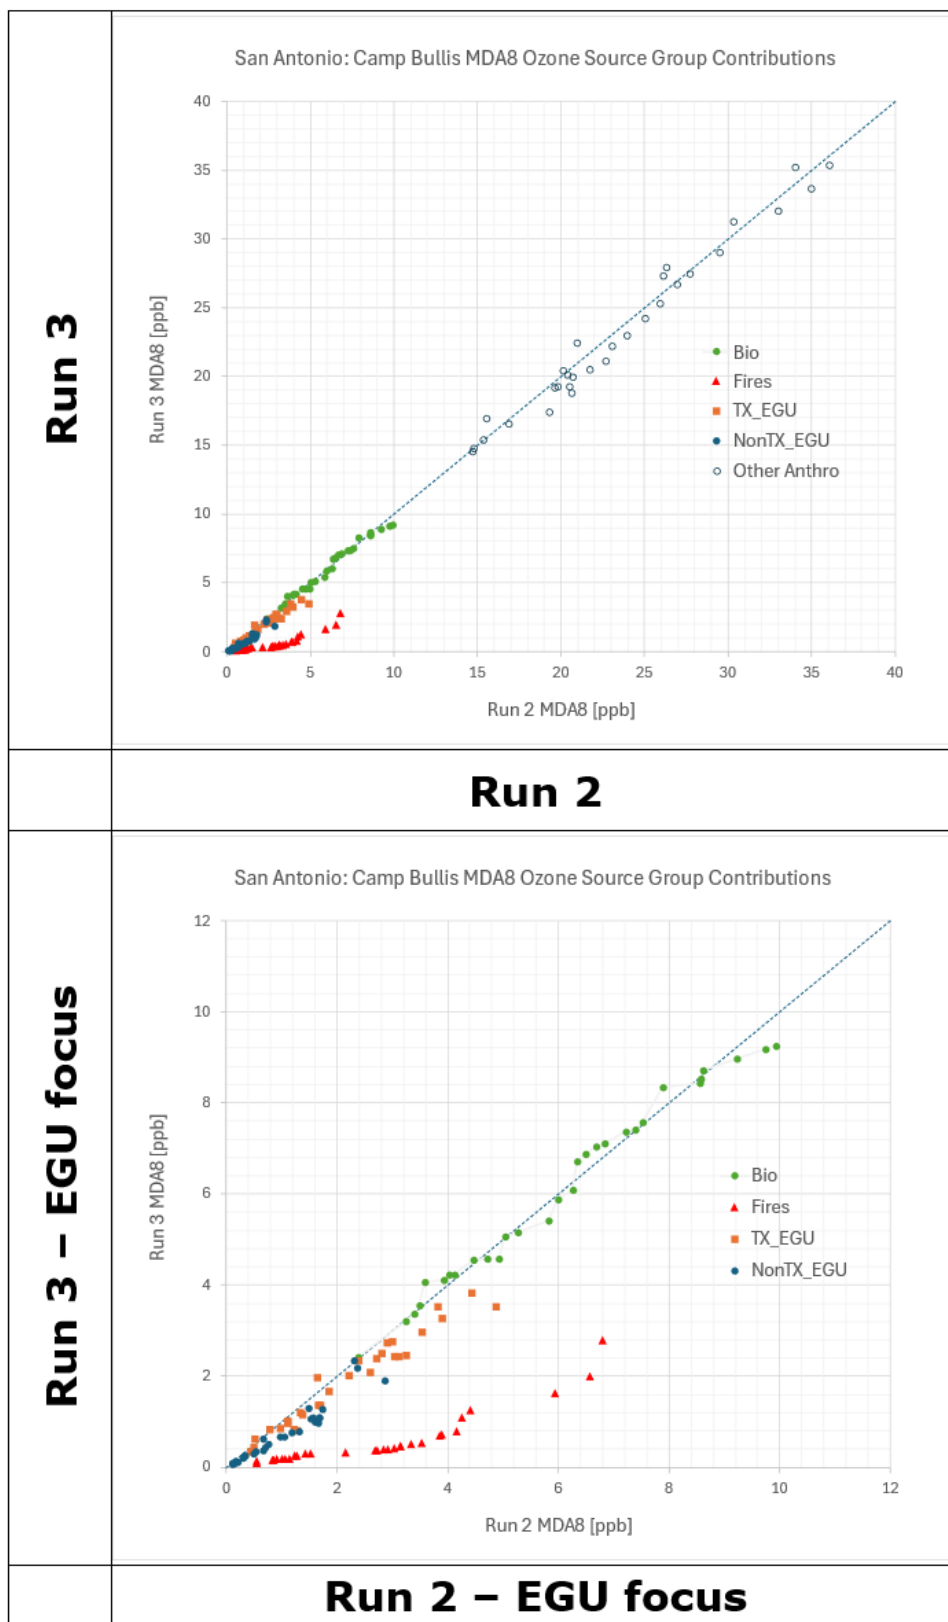 Run 3
San Antonio: Camp Bullis MDA8 Ozone Source Group Contributions
40
35
30
25
20
15
10
5
0
Run 3 MDA8 [ppb]
Bio
Fires
TX_EGU
NonTX_EGU
Other Anthro
0 5 10 15 20 25 30 35 40
Run 2 MDA8 [ppb]
Run 2
Run 3 – EGU focus
San Antonio: Camp Bullis MDA8 Ozone Source Group Contributions
12
10
8
6
4
2
0
Run 3 MDA8 [ppb]
Bio
Fires
TX_EGU
NonTX_EGU
0 2 4 6 8 10 12
Run 2 MDA8 [ppb]
Run 2 – EGU focus